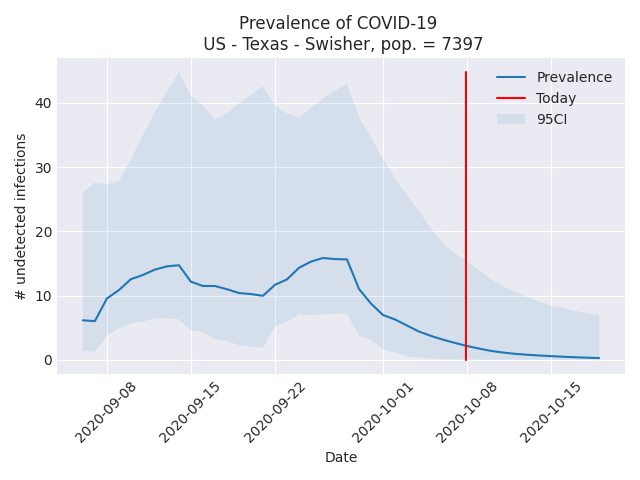 Prevalence of COVID-19
US - Texas - Swisher, pop. = 7397
# undetected infections
40
30
20
10
0
Prevalence
Today
95CI
2020-09-08
2020-09-15
2020-09-22
2020-10-01
2020-10-08
2020-10-15
Date